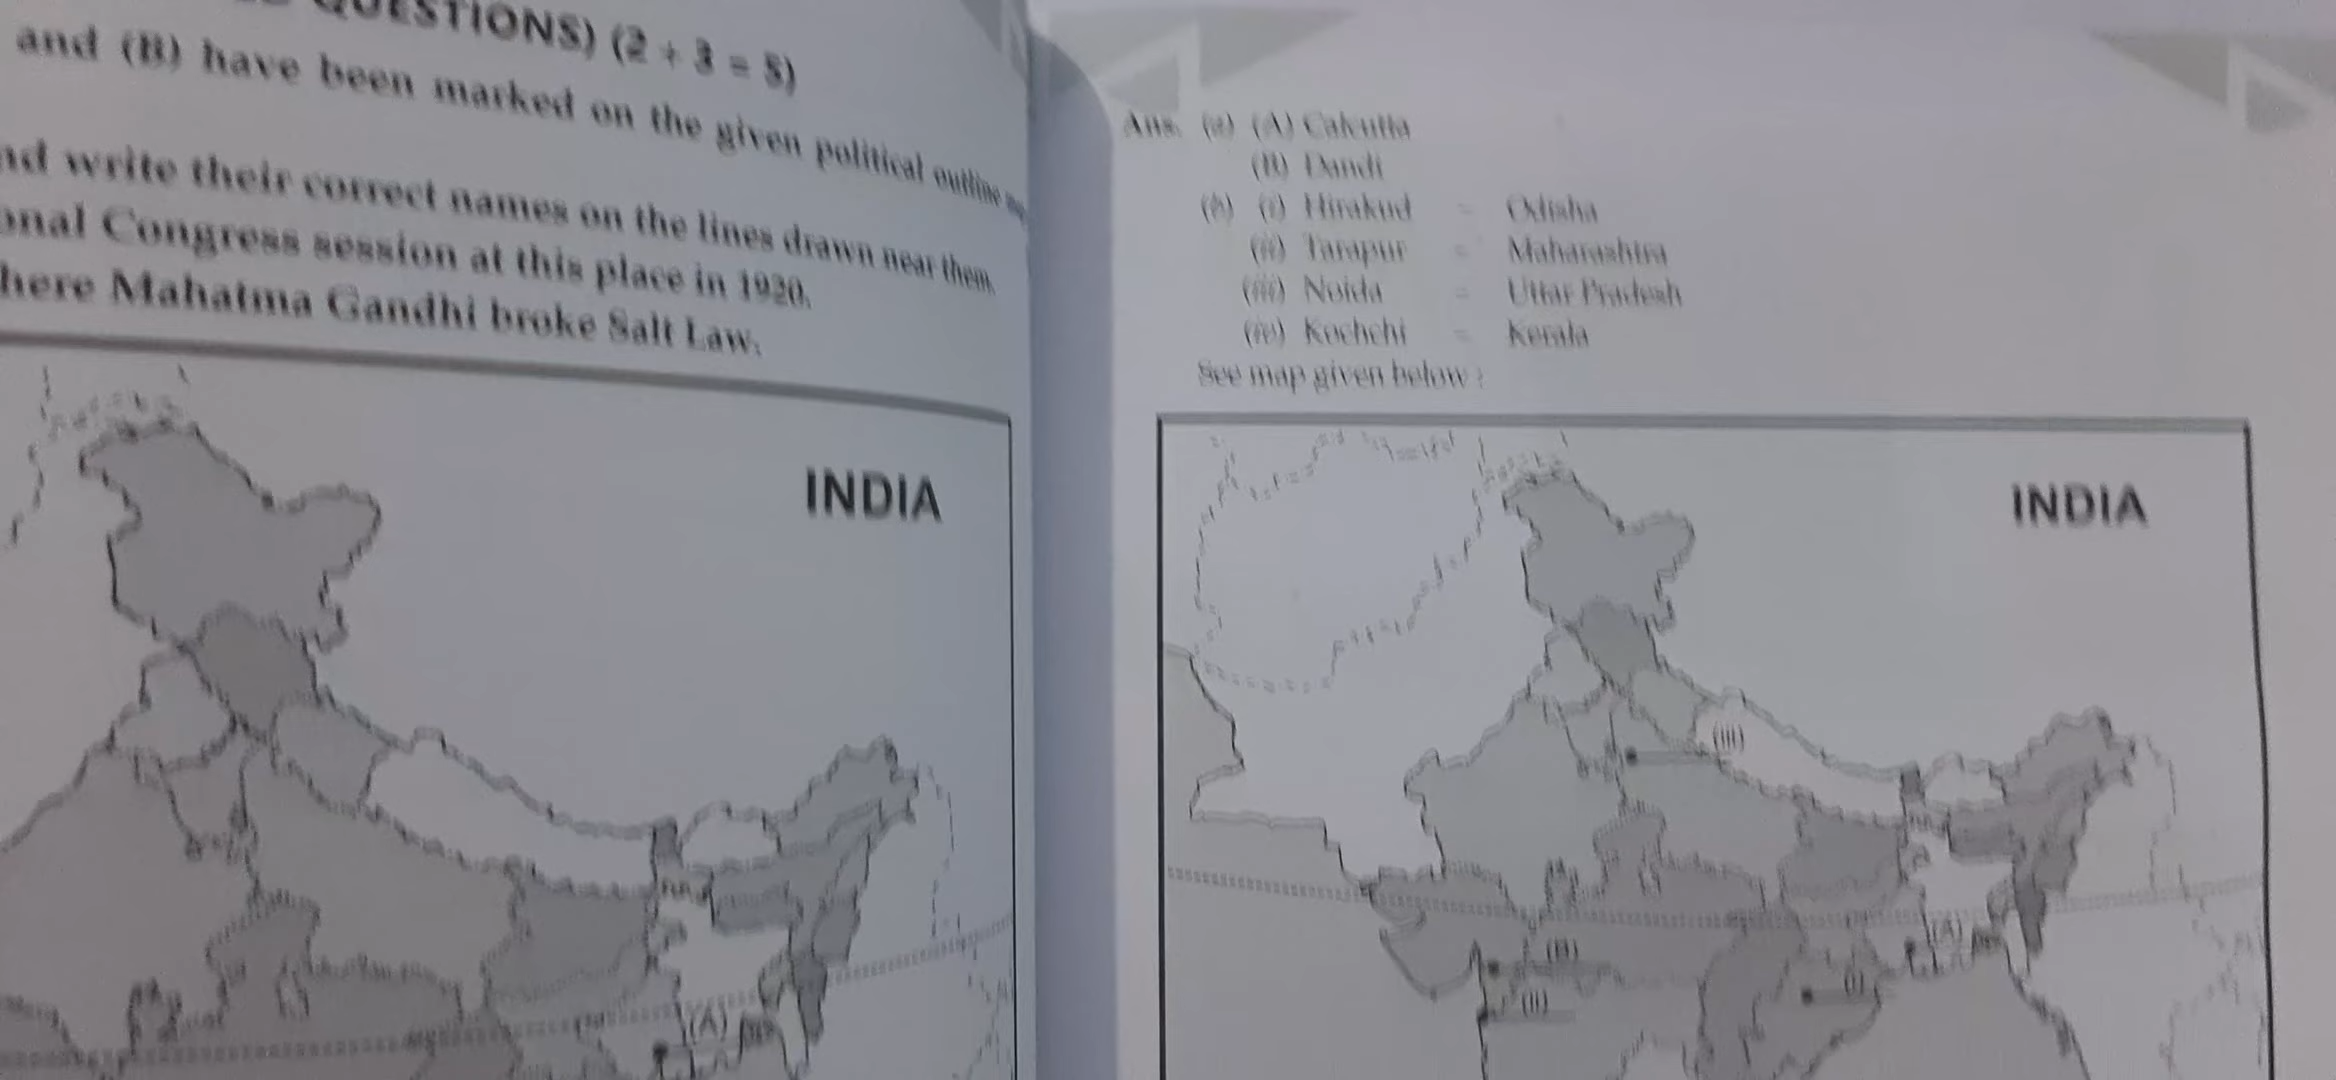 QUESTIONS) (2 + 3 = 5)
and (B) have been marked on the given political outline
nd write their correct names on the lines drawn near them.
onal Congress session at this place in 1920.
here Mahatma Gandhi broke Salt Law.
INDIA
(A)
Ans. (a) (A) Calcutta
(B) Dandi
(b) (i) Hirakud – Odisha
(ii) Tarapur – Maharashtra
(iii) Noida – Uttar Pradesh
(iv) Kochchi – Kerala
See map given below :
INDIA
(iii)
(A)
(B)
(i)
(ii)